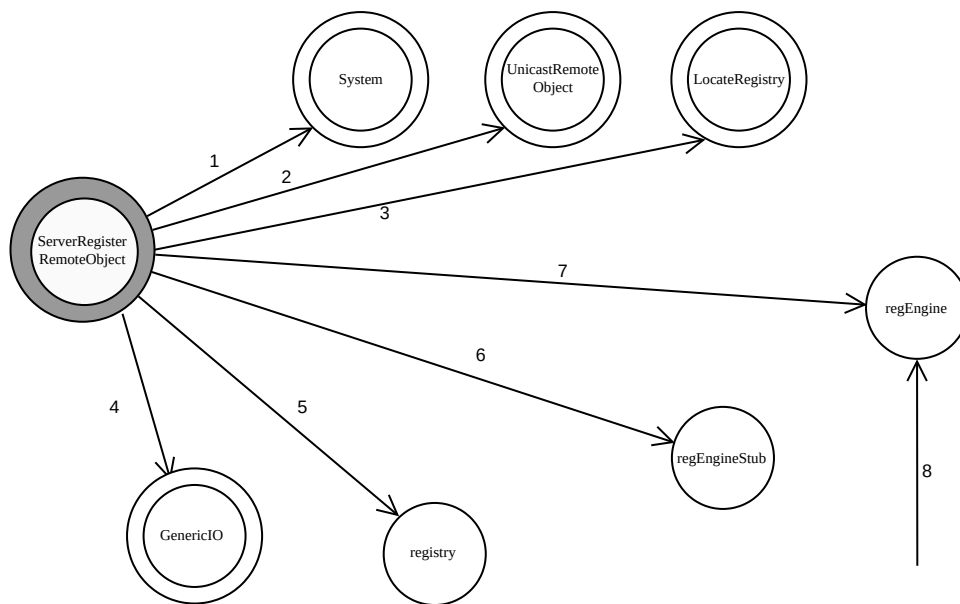 System
UnicastRemote
Object
LocateRegistry
1
2
3
ServerRegister
RemoteObject
7
regEngine
6
4
5
regEngineStub
8
GenericIO
registry